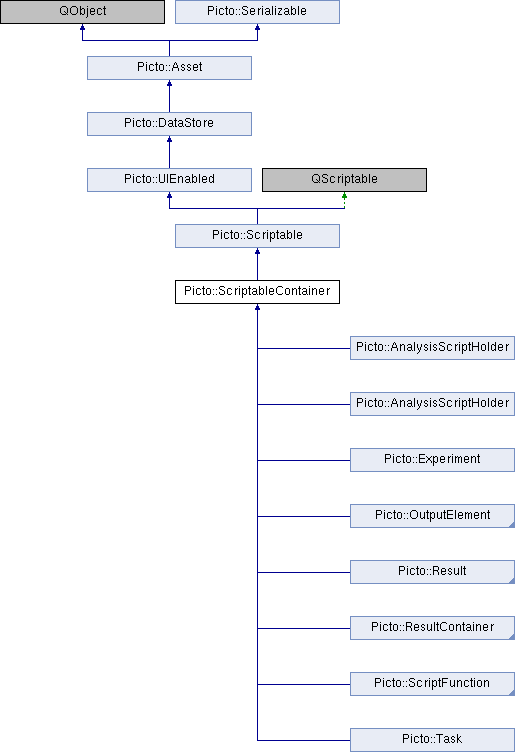 QObject
Picto::Serializable
Picto::Asset
Picto::DataStore
Picto::UIEnabled
QScriptable
Picto::Scriptable
Picto::ScriptableContainer
Picto::AnalysisScriptHolder
Picto::AnalysisScriptHolder
Picto::Experiment
Picto::OutputElement
Picto::Result
Picto::ResultContainer
Picto::ScriptFunction
Picto::Task